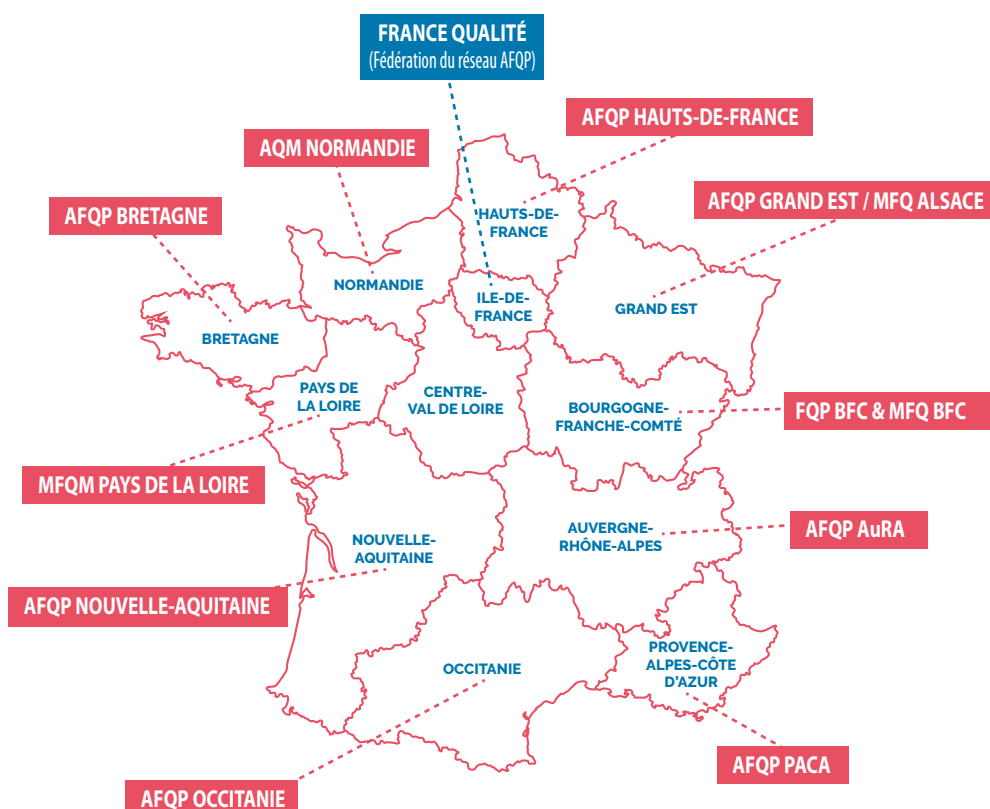 FRANCE QUALITÉ
(Fédération du réseau AFQP)
AFQP HAUTS-DE-FRANCE
AQM NORMANDIE
AFQP GRAND EST / MFQ ALSACE
AFQP BRETAGNE
HAUTS-DE-
FRANCE
NORMANDIE
ILE-DE-
FRANCE
GRAND EST
BRETAGNE
PAYS DE
LA LOIRE
CENTRE-
VAL DE LOIRE
BOURGOGNE-
FRANCHE-COMTÉ
FQP BFC & MFQ BFC
MFQM PAYS DE LA LOIRE
NOUVELLE-
AQUITAINE
AUVERGNE-
RHÔNE-ALPES
AFQP AuRA
AFQP NOUVELLE-AQUITAINE
OCCITANIE
PROVENCE-
ALPES-CÔTE
D'AZUR
AFQP PACA
AFQP OCCITANIE